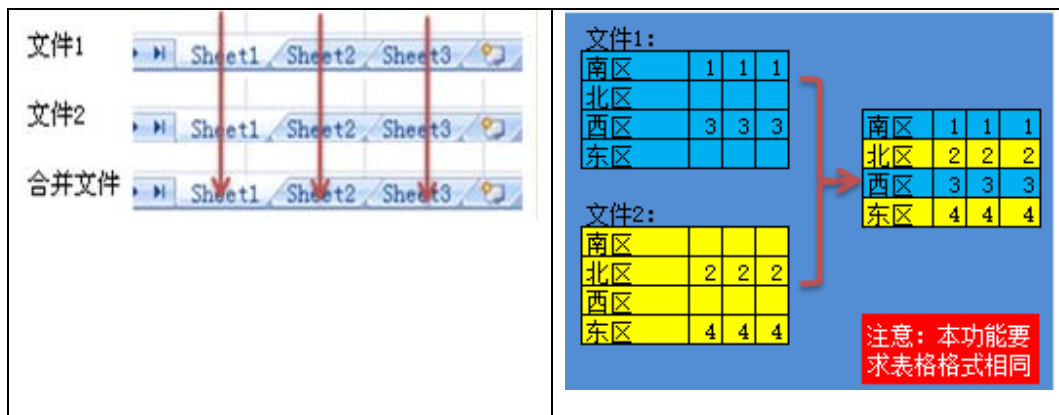 文件1
Sheet1 Sheet2 Sheet3
文件2
Sheet1 Sheet2 Sheet3
合并文件
Sheet1 Sheet2 Sheet3
文件1：
南区 1 1 1
北区
西区 3 3 3
东区
文件2：
南区
北区 2 2 2
西区
东区 4 4 4
南区 1 1 1
北区 2 2 2
西区 3 3 3
东区 4 4 4
注意：本功能要
求表格格式相同